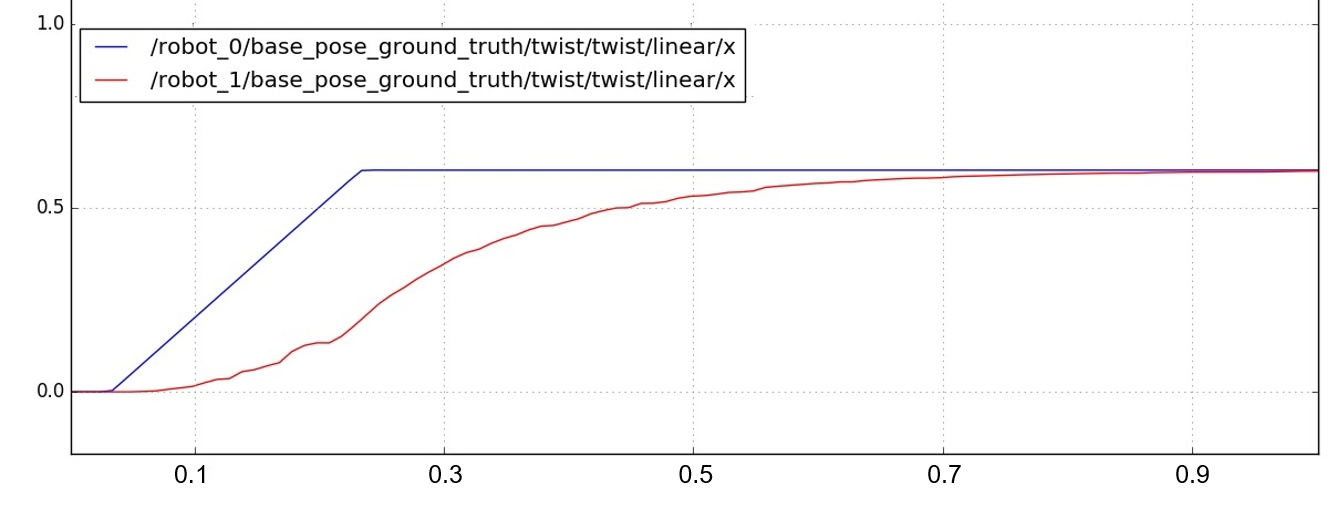 1.0
/robot_0/base_pose_ground_truth/twist/twist/linear/x
/robot_1/base_pose_ground_truth/twist/twist/linear/x
0.5
0.0
0.1 0.3 0.5 0.7 0.9